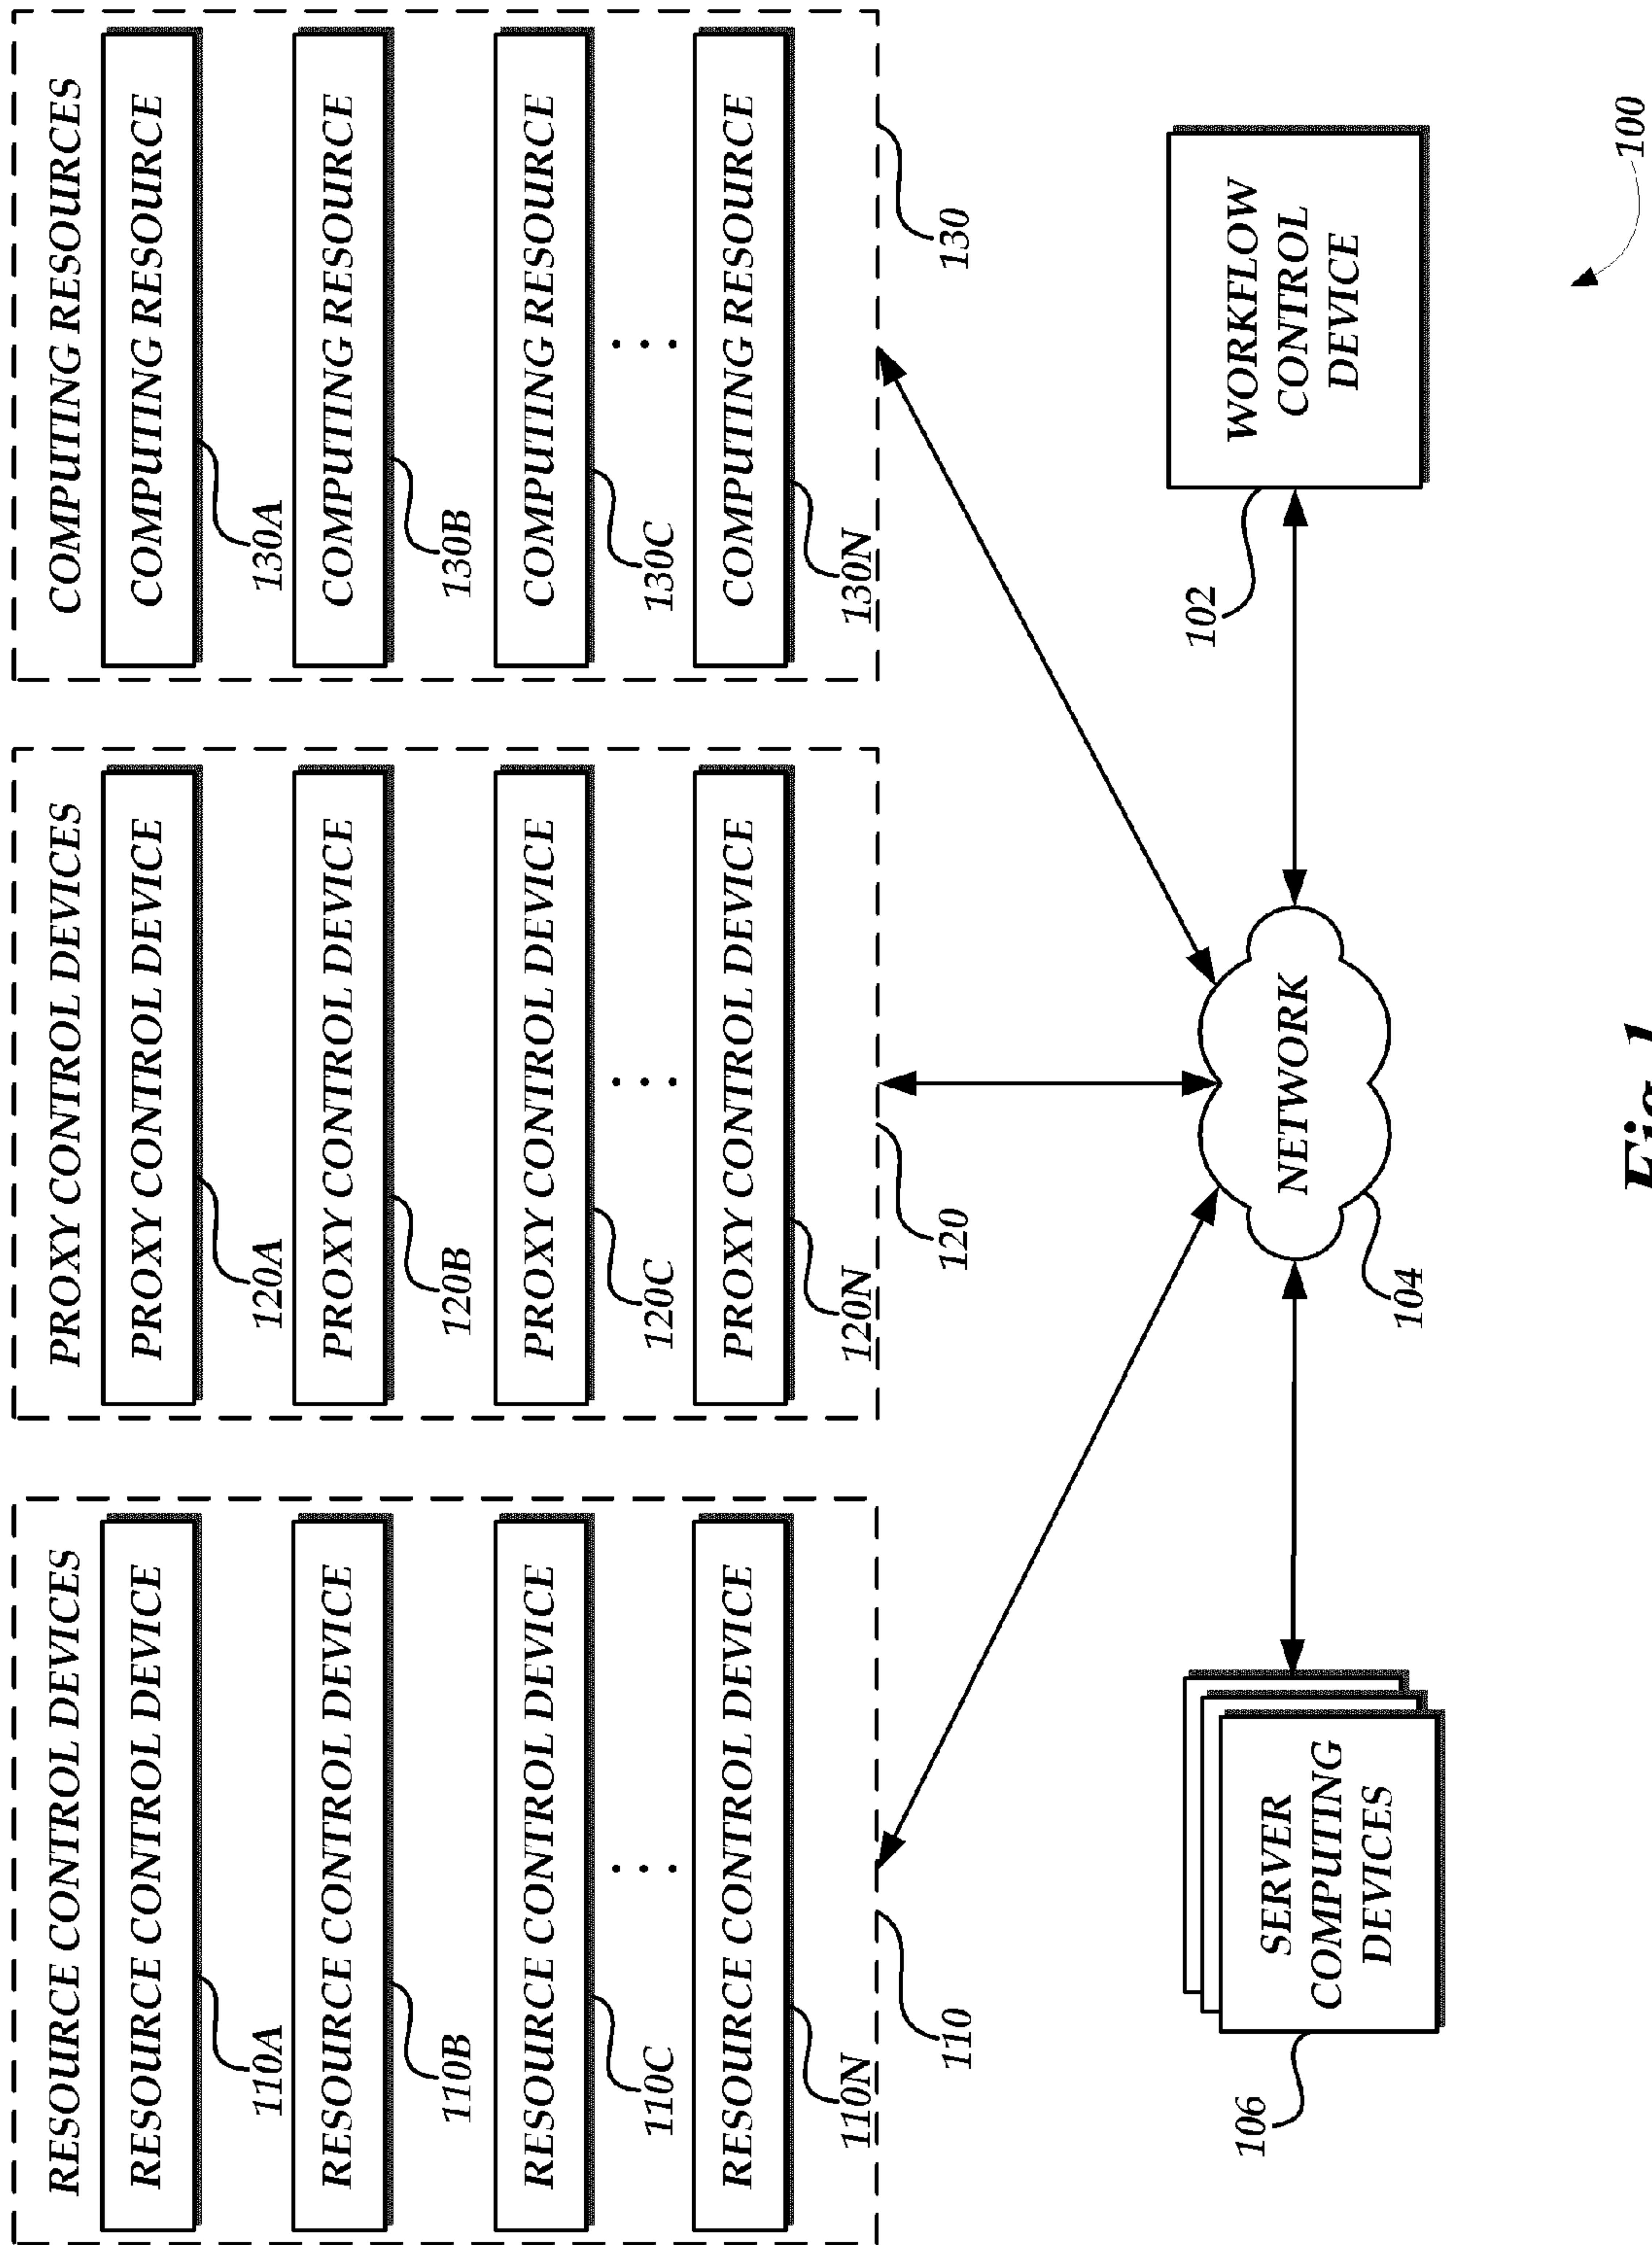 RESOURCE CONTROL DEVICES
RESOURCE CONTROL DEVICE
110A
RESOURCE CONTROL DEVICE
110B
RESOURCE CONTROL DEVICE
110C
RESOURCE CONTROL DEVICE
110N
110
PROXY CONTROL DEVICES
PROXY CONTROL DEVICE
120A
PROXY CONTROL DEVICE
120B
PROXY CONTROL DEVICE
120C
PROXY CONTROL DEVICE
120N
120
COMPUTING RESOURCES
COMPUTING RESOURCE
130A
COMPUTING RESOURCE
130B
COMPUTING RESOURCE
130C
COMPUTING RESOURCE
130N
130
106
SERVER
COMPUTING
DEVICES
NETWORK
104
102
WORKFLOW
CONTROL
DEVICE
100
Fig. 1